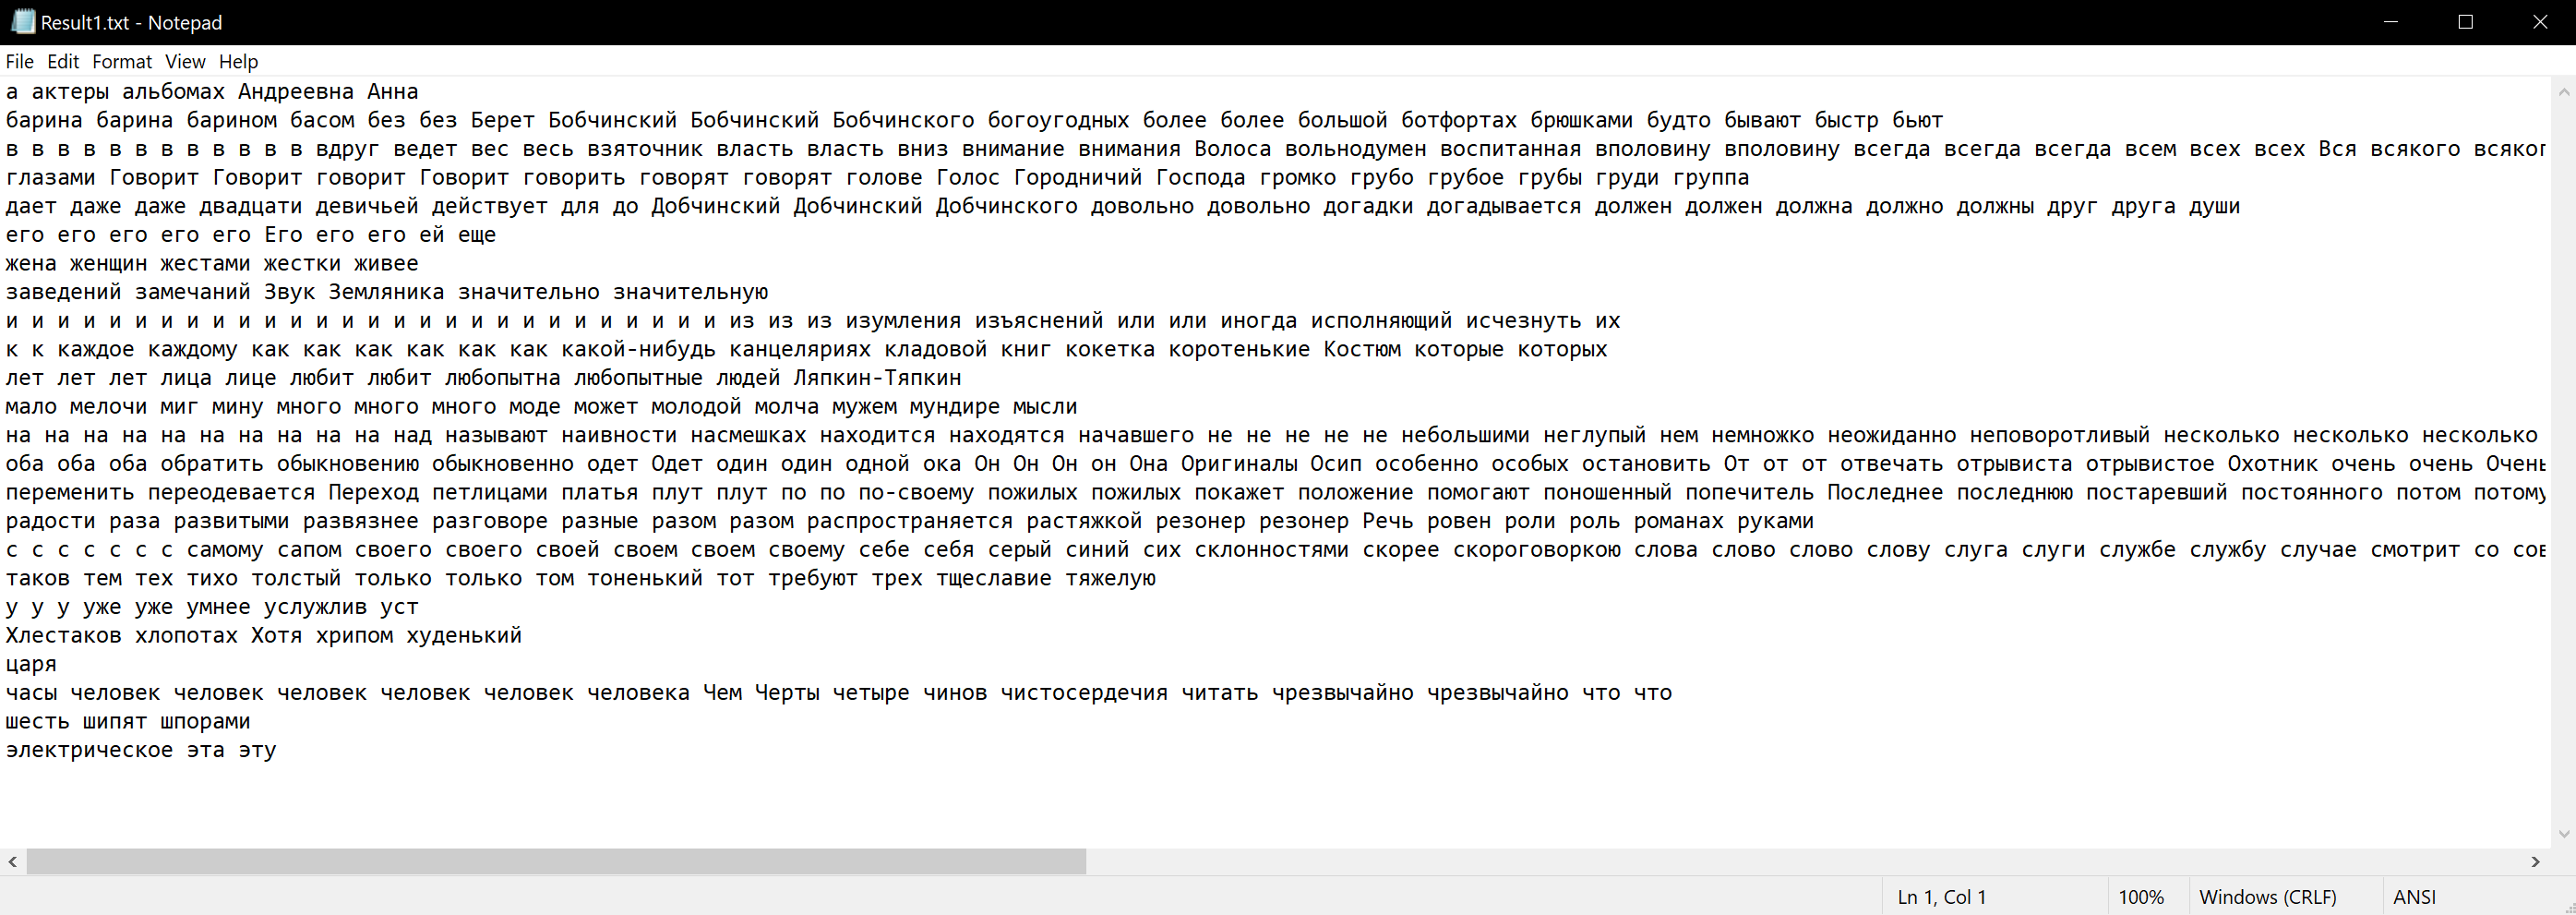 Result1.txt - Notepad
File Edit Format View Help
а актеры альбомах Андреевна Анна
барина барина барином басом без без Берет Бобчинский Бобчинский Бобчинского богоугодных более более большой ботфортах брюшками будто бывают быстр бьют
в в в в в в в в в в в в вдруг ведет вес весь взяточник власть власть вниз внимание внимания Волоса вольнодумен воспитанная вполовину вполовину всегда всегда всегда всем всех всех Вся всякого
глазами Говорит Говорит говорит Говорит говорить говорят говорят голове Голос Городничий Господа громко грубо грубое грубы груди группа
дает даже даже двадцати девичьей действует для до Добчинский Добчинский Добчинского довольно довольно догадки догадывается должен должен должна должно должны друг друга души
его его его его его Его его его ей еще
жена женщин жестами жестки живее
заведений замечаний Звук Земляника значительно значительную
и и и и и и и и и и и и и и и и и и и и и и и и и и и и из из из изумления изъяснений или или иногда исполняющий исчезнуть их
к к каждое каждому как как как как как как какой-нибудь канцеляриях кладовой книг кокетка коротенькие Костюм которые которых
лет лет лет лица лице любит любит любопытна любопытные людей Ляпкин-Тяпкин
мало мелочи миг мину много много много моде может молодой молча мужем мундире мысли
на на на на на на на на на на над называют наивности насмешках находится находятся начавшего не не не не не небольшими неглупый нем немножко неожиданно неповоротливый несколько несколько несколько
оба оба оба обратить обыкновению обыкновенно одет Одет один один одной ока Он Он Он он Она Оригиналы Осип особенно особых остановить От от от отвечать отрывиста отрывистое Охотник очень очень Очень
переменить переодевается Переход петлицами платья плут плут по по по-своему пожилых пожилых покажет положение помогают поношенный попечитель Последнее последнюю постаревший постоянного потом потому
радости раза развитыми развязнее разговоре разные разом разом распространяется растяжкой резонер резонер Речь ровен роли роль романах руками
с с с с с с с самому сапом своего своего своей своем своем своему себе себя серый синий сих склонностями скорее скороговоркою слова слово слово слову слуга слуги службе службу случае смотрит со
таков тем тех тихо толстый только только том тоненький тот требуют трех тщеславие тяжелую
у у у уже уже умнее услужлив уст
Хлестаков хлопотах Хотя хрипом худенький
царя
часы человек человек человек человек человек человека Чем Черты четыре чинов чистосердечия читать чрезвычайно чрезвычайно что что
шесть шипят шпорами
электрическое эта эту
Ln 1, Col 1 100% Windows (CRLF) ANSI